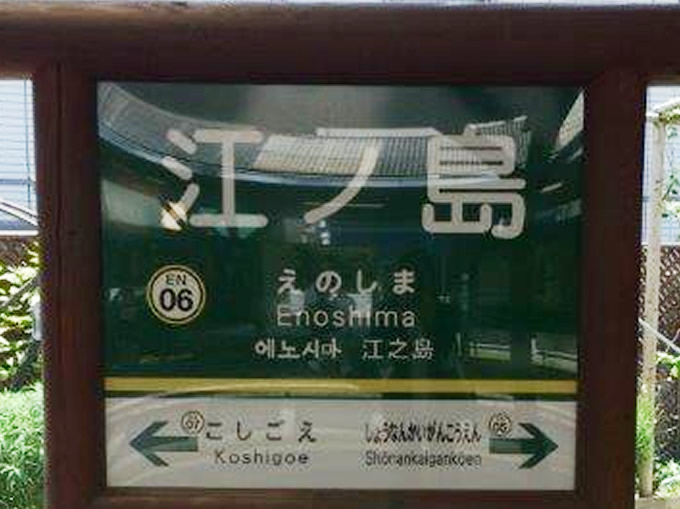 江ノ島
EN
06
えのしま
Enoshima
에노시마 江之島
07 こしごえ
Koshigoe
しょうなんかいがんこうえん 05
Shōnankaigankōen